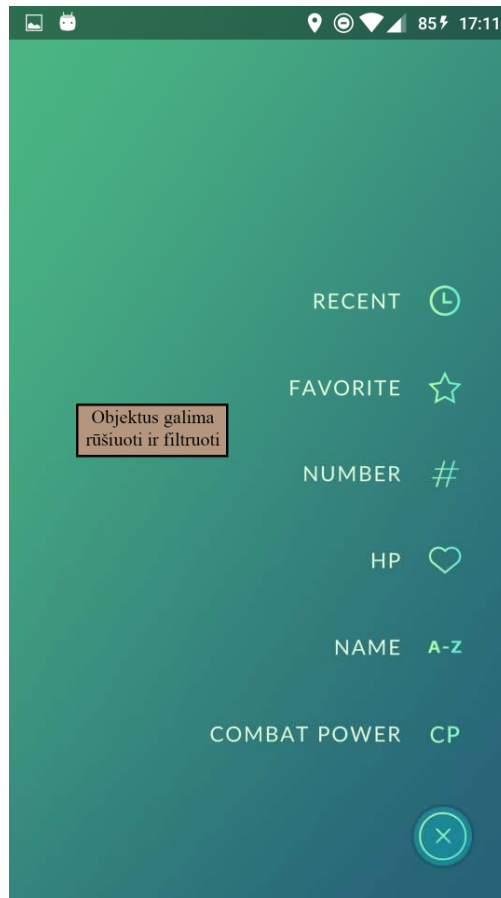 85 17:11
RECENT
FAVORITE
Objektus galima
rūšiuoti ir filtruoti
NUMBER #
HP
NAME A-Z
COMBAT POWER CP